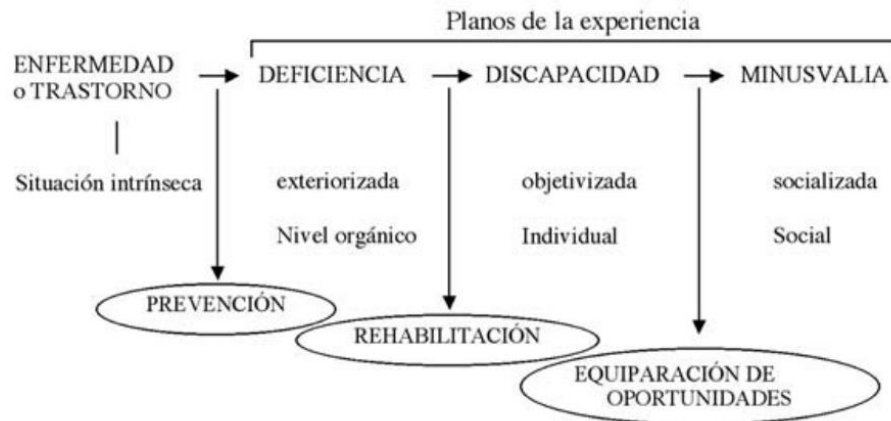 Planos de la experiencia
ENFERMEDAD
o TRASTORNO
DEFICIENCIA
DISCAPACIDAD
MINUSVALIA
Situación intrínseca
exteriorizada
objetivizada
socializada
Nivel orgánico
Individual
Social
PREVENCIÓN
REHABILITACIÓN
EQUIPARACIÓN DE
OPORTUNIDADES